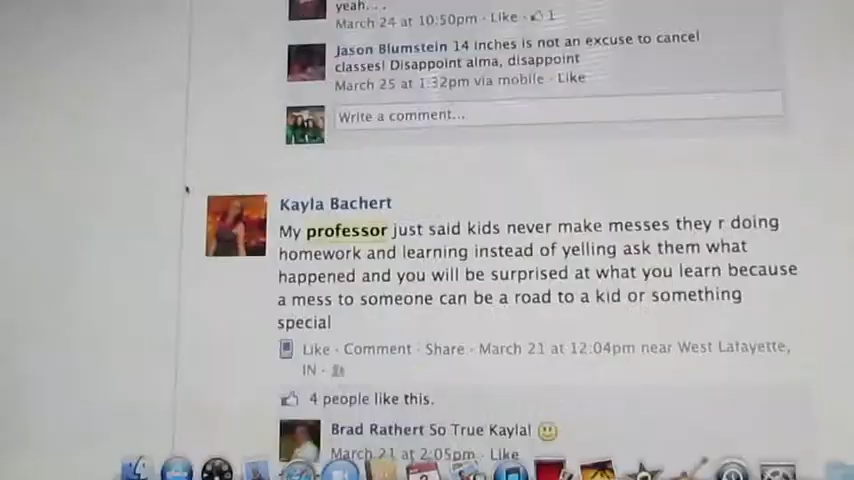 yeah...
March 24 at 10:50pm · Like · 1
Jason Blumstein 14 inches is not an excuse to cancel
classes! Disappoint alma, disappoint
March 25 at 1:32pm via mobile · Like
Write a comment...
Kayla Bachert
My professor just said kids never make messes they r doing
homework and learning instead of yelling ask them what
happened and you will be surprised at what you learn because
a mess to someone can be a road to a kid or something
special
Like · Comment · Share · March 21 at 12:04pm near West Lafayette,
IN ·
4 people like this.
Brad Rathert So True Kayla!
March 21 at 2:05pm · Like